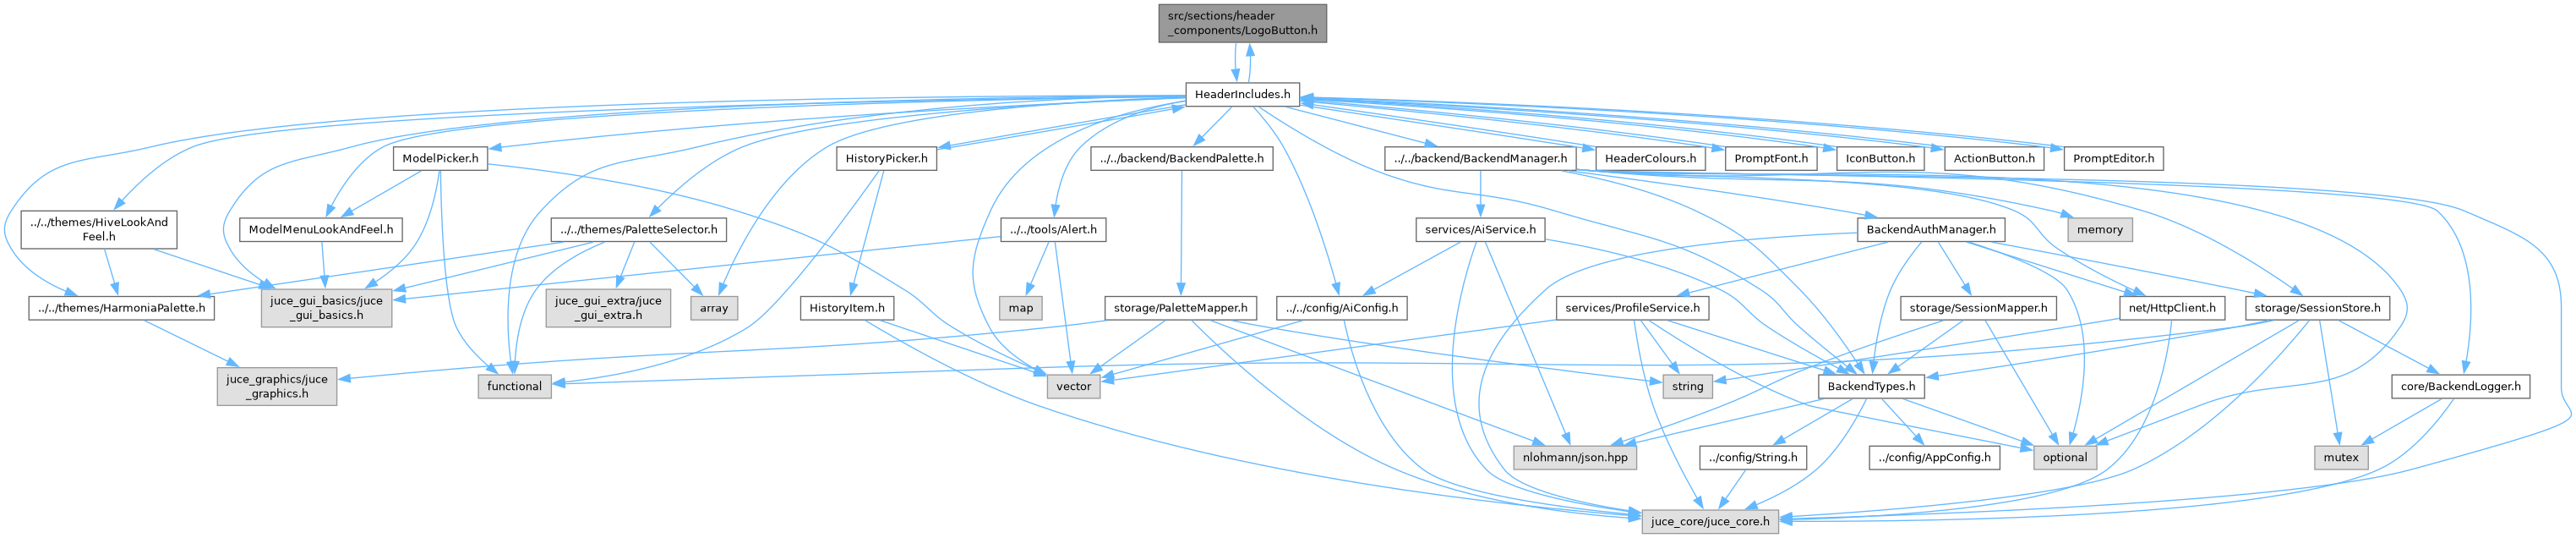 src/sections/header
_components/LogoButton.h
HeaderIncludes.h
ModelPicker.h
HistoryPicker.h
../../backend/BackendPalette.h
../../backend/BackendManager.h
HeaderColours.h
PromptFont.h
IconButton.h
ActionButton.h
PromptEditor.h
../../themes/HiveLookAnd
Feel.h
ModelMenuLookAndFeel.h
../../themes/PaletteSelector.h
../../tools/Alert.h
services/AiService.h
BackendAuthManager.h
memory
../../themes/HarmoniaPalette.h
juce_gui_basics/juce
_gui_basics.h
juce_gui_extra/juce
_gui_extra.h
array
HistoryItem.h
map
storage/PaletteMapper.h
../../config/AiConfig.h
services/ProfileService.h
storage/SessionMapper.h
net/HttpClient.h
storage/SessionStore.h
juce_graphics/juce
_graphics.h
functional
vector
string
BackendTypes.h
core/BackendLogger.h
nlohmann/json.hpp
../config/String.h
../config/AppConfig.h
optional
mutex
juce_core/juce_core.h